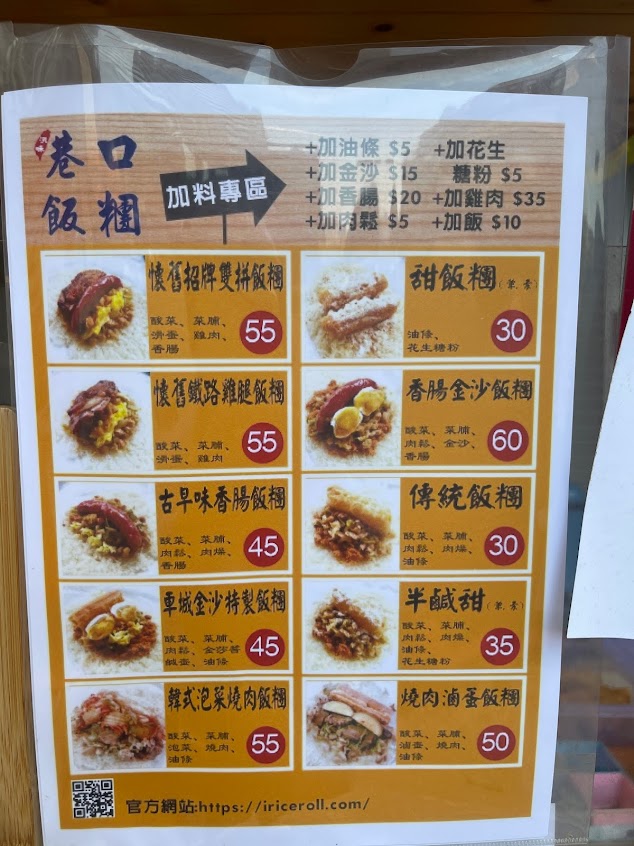 巷口
飯糰
加料專區
+加油條 $5
+加金沙 $15
+加香腸 $20
+加肉鬆 $5
+加花生
糖粉 $5
+加雞肉 $35
+加飯 $10
懷舊招牌雙拼飯糰
酸菜、菜脯、
滑蛋、雞肉、
香腸
55
甜飯糰(葷,素)
油條、
花生糖粉
30
懷舊鐵路雞腿飯糰
酸菜、菜脯、
滑蛋、雞肉
55
香腸金沙飯糰
酸菜、菜脯、
肉鬆、金沙、
香腸
60
古早味香腸飯糰
酸菜、菜脯、
肉鬆、肉燥、
香腸
45
傳統飯糰
酸菜、菜脯、
肉鬆、肉燥、
油條
30
車城金沙特製飯糰
酸菜、菜脯、
肉鬆、金莎醬
鹹蛋、油條
45
半鹹甜(葷,素)
酸菜、菜脯、
肉鬆、肉燥、
油條、
花生糖粉
35
韓式泡菜燒肉飯糰
酸菜、菜脯、
泡菜、燒肉、
油條
55
燒肉滷蛋飯糰
酸菜、菜脯、
滷蛋、燒肉、
油條
50
官方網站:https://iriceroll.com/